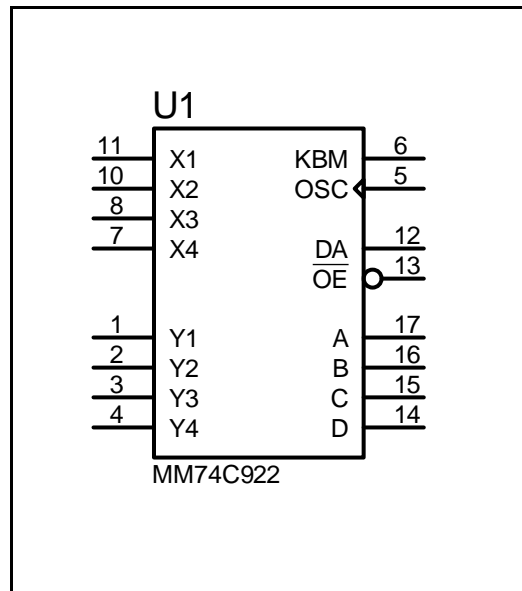 U1
11 X1 KBM 6
10 X2 OSC 5
8 X3
7 X4 DA 12
OE 13
1 Y1 A 17
2 Y2 B 16
3 Y3 C 15
4 Y4 D 14
MM74C922